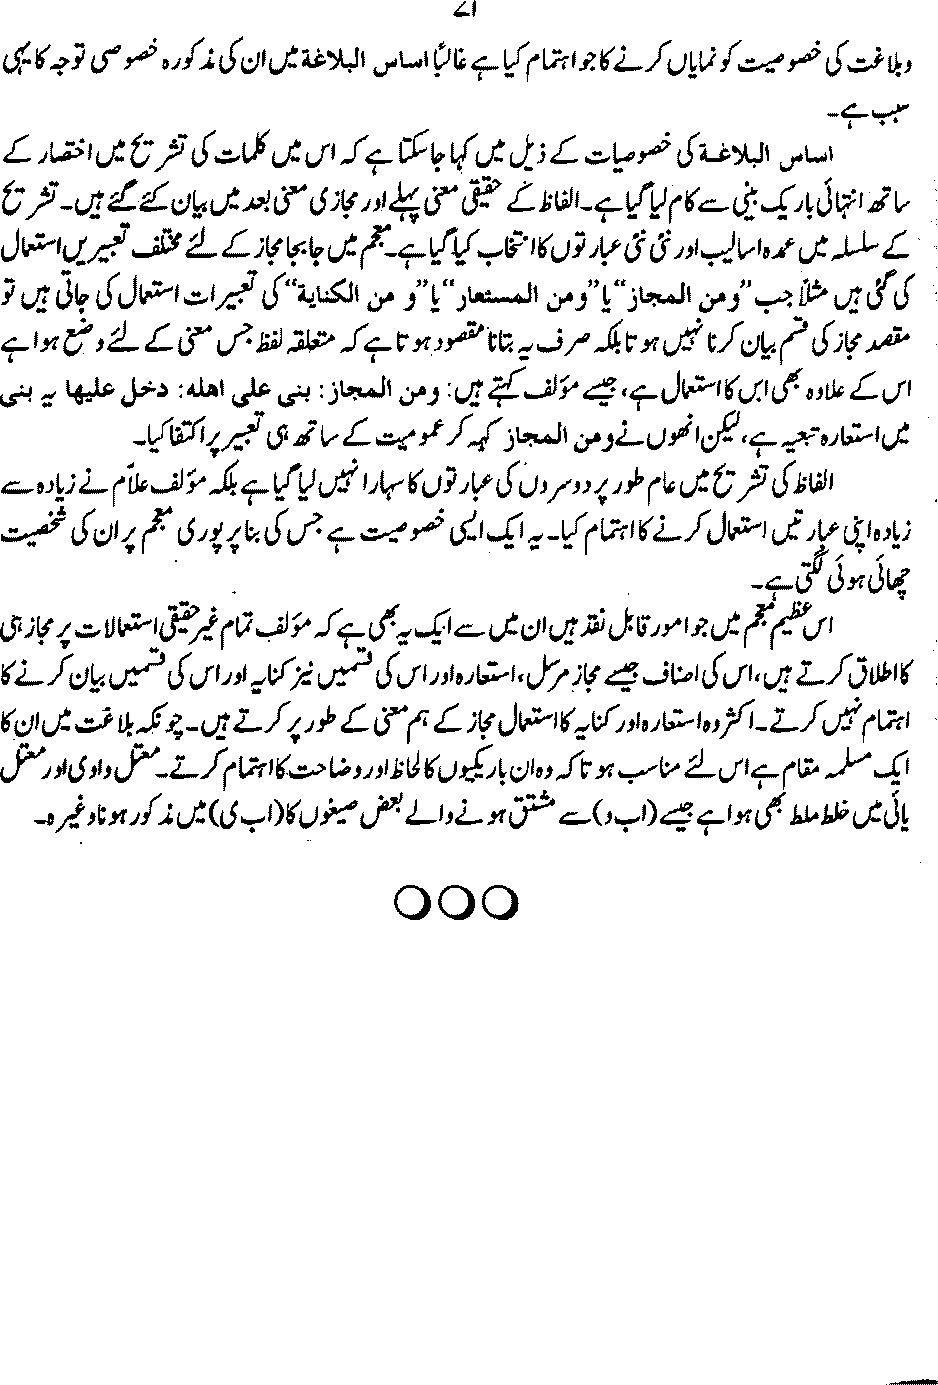 ۷۱
وبلاغت کی خصوصیت کو نمایاں کرنے کا جو اہتمام کیا ہے غالباً اساس البلاغة میں ان کی مذکورہ خصوصی توجہ کا یہی
سبب ہے۔
اساس البلاغة کی خصوصیات کے ذیل میں کہا جاسکتا ہے کہ اس میں کلمات کی تشریح میں اختصار کے
ساتھ انتہائی باریک بینی سے کام لیا گیا ہے۔ الفاظ کے حقیقی معنی پہلے اور مجازی معنی بعد میں بیان کئے گئے ہیں۔ تشریح
کے سلسلہ میں عمدہ اسالیب اور نئی نئی عبارتوں کا انتخاب کیا گیا ہے۔ معجم میں جابجا مجاز کے لئے مختلف تعبیریں استعمال
کی گئی ہیں مثلاً جب ”ومن المجاز“ یا ”ومن المستعار“ یا ”و من الکنایة“ کی تعبیرات استعمال کی جاتی ہیں تو
مقصد مجاز کی قسم بیان کرنا نہیں ہوتا بلکہ صرف یہ بتانا مقصود ہوتا ہے کہ متعلقہ لفظ جس معنی کے لئے وضع ہوا ہے
اس کے علاوہ بھی اس کا استعمال ہے، جیسے مؤلف کہتے ہیں: ومن المجاز: بنی علی اهله: دخل علیها یہ بنی
میں استعارہ تبعیہ ہے، لیکن انھوں نے ومن المجاز کہہ کر عمومیت کے ساتھ ہی تعبیر پر اکتفا کیا۔
الفاظ کی تشریح میں عام طور پر دوسروں کی عبارتوں کا سہارا نہیں لیا گیا ہے بلکہ مؤلف علاّم نے زیادہ سے
زیادہ اپنی عبارتیں استعمال کرنے کا اہتمام کیا۔ یہ ایک ایسی خصوصیت ہے جس کی بنا پر پوری معجم پر ان کی شخصیت
چھائی ہوئی لگتی ہے۔
اس عظیم معجم میں جو امور قابل نقد ہیں ان میں سے ایک یہ بھی ہے کہ مؤلف تمام غیر حقیقی استعمالات پر مجاز ہی
کا اطلاق کرتے ہیں، اس کی اصناف جیسے مجاز مرسل، استعارہ اور اس کی قسمیں نیز کنایہ اور اس کی قسمیں بیان کرنے کا
اہتمام نہیں کرتے۔ اکثر وہ استعارہ اور کنایہ کا استعمال مجاز کے ہم معنی کے طور پر کرتے ہیں۔ چونکہ بلاغت میں ان کا
ایک مسلمہ مقام ہے اس لئے مناسب ہوتا کہ وہ ان باریکیوں کا لحاظ اور وضاحت کا اہتمام کرتے۔ معتل واوی اور معتل
یائی میں خلط ملط بھی ہوا ہے جیسے (اب و) سے مشتق ہونے والے بعض صیغوں کا (اب ی) میں مذکور ہونا وغیرہ۔